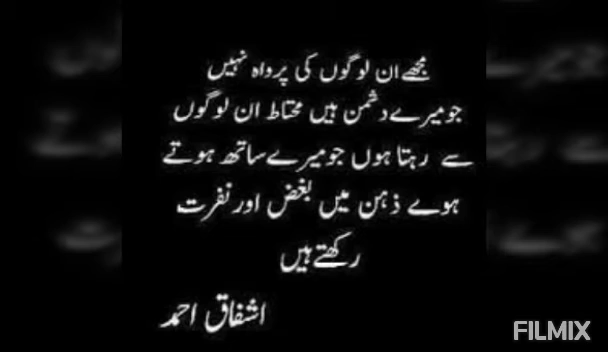 مجھے ان لوگوں کی پرواہ نہیں
جو میرے دشمن ہیں محتاط ان لوگوں
سے رہتا ہوں جو میرے ساتھ ہوتے
ہوے ذہن میں بغض اور نفرت
رکھتے ہیں
اشفاق احمد
FILMIX